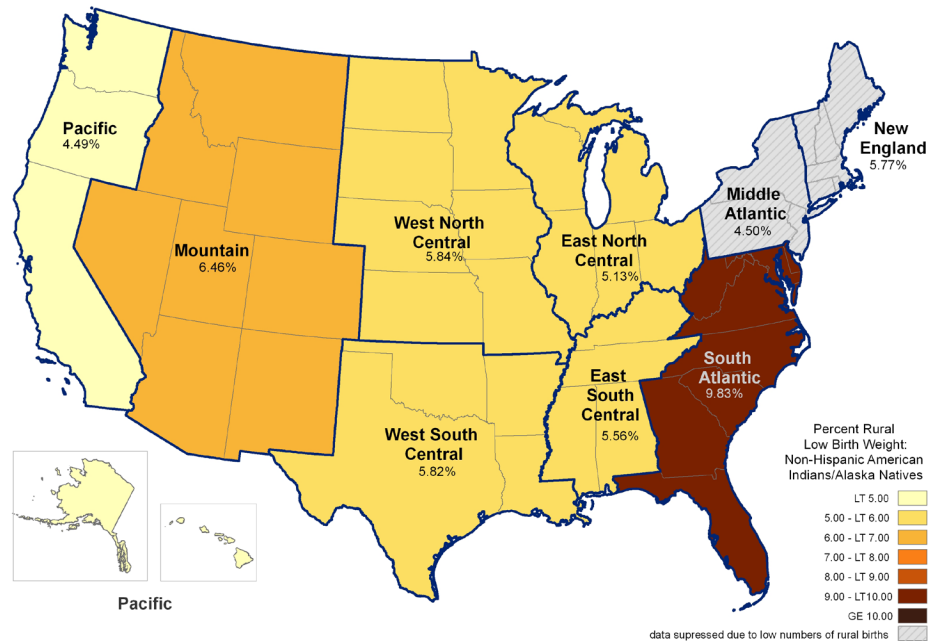 Pacific
4.49%
Mountain
6.46%
West North
Central
5.84%
East North
Central
5.13%
New
England
5.77%
Middle
Atlantic
4.50%
South
Atlantic
9.83%
East
South
Central
5.56%
West South
Central
5.82%
Pacific
Percent Rural
Low Birth Weight:
Non-Hispanic American
Indians/Alaska Natives
LT 5.00
5.00 - LT 6.00
6.00 - LT 7.00
7.00 - LT 8.00
8.00 - LT 9.00
9.00 - LT10.00
GE 10.00
data supressed due to low numbers of rural births